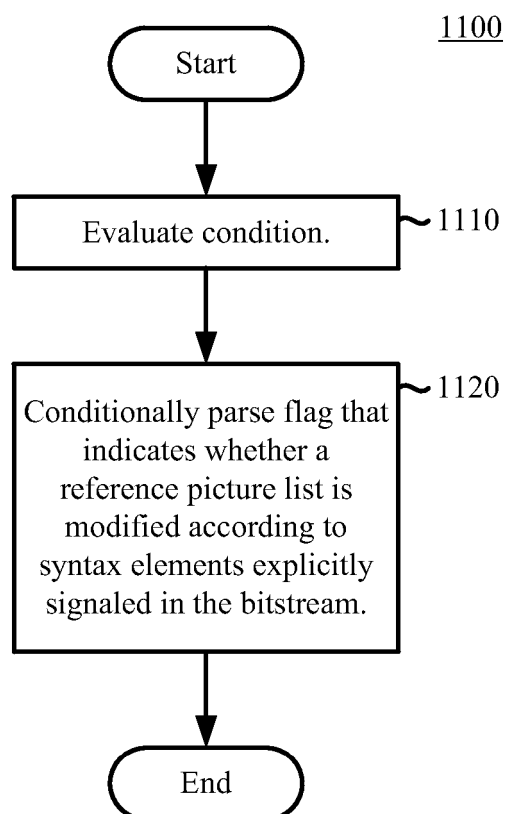 1100
Start
Evaluate condition.
1110
Conditionally parse flag that
indicates whether a
reference picture list is
modified according to
syntax elements explicitly
signaled in the bitstream.
1120
End